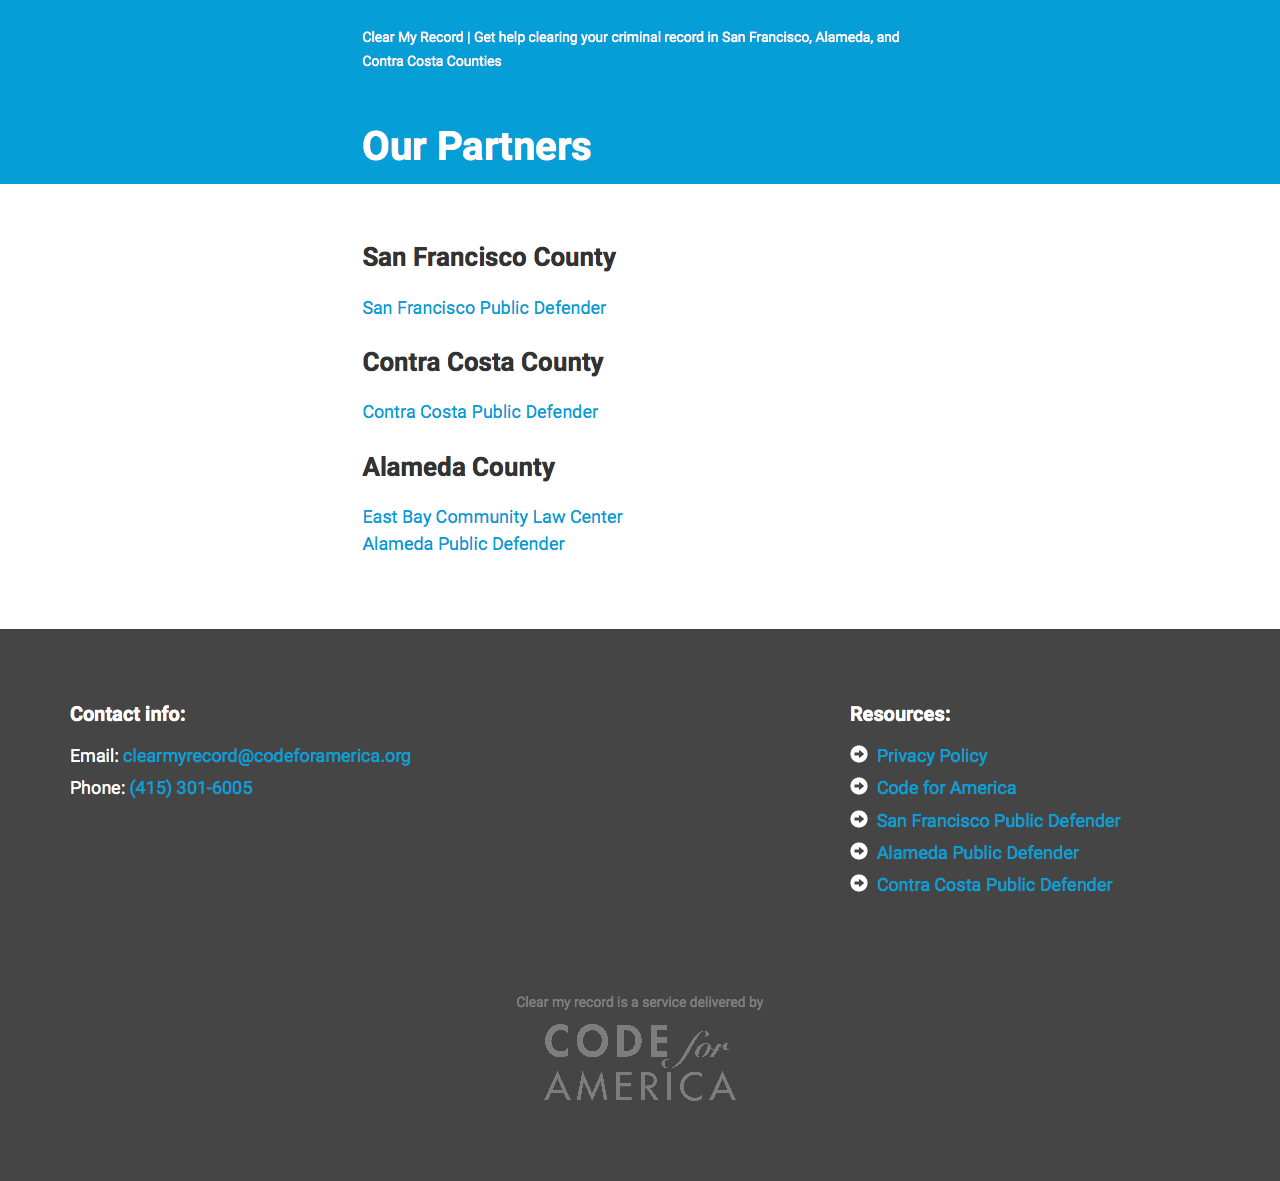 Clear My Record | Get help clearing your criminal record in San Francisco, Alameda, and
Contra Costa Counties
Our Partners
San Francisco County
San Francisco Public Defender
Contra Costa County
Contra Costa Public Defender
Alameda County
East Bay Community Law Center
Alameda Public Defender
Contact info:
Email: clearmyrecord@codeforamerica.org
Phone: (415) 301-6005
Resources:
Privacy Policy
Code for America
San Francisco Public Defender
Alameda Public Defender
Contra Costa Public Defender
Clear my record is a service delivered by
CODE for
AMERICA